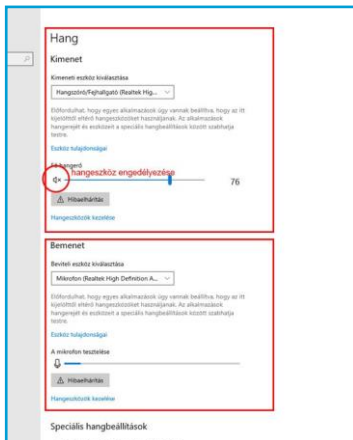 Hang
Kimenet
Kimeneti eszköz kiválasztása
Hangszóró/Fejhallgató (Realtek Hig...
Előfordulhat, hogy egyes alkalmazások úgy vannak beállítva, hogy az itt
kijelölttől eltérő hangeszközöket használjanak. Az alkalmazások
hangerejét és eszközeit a speciális hangbeállítások között szabhatja
testre.
Eszköz tulajdonságai
Fő hangerő
hangeszköz engedélyezése
76
Hibaelhárítás
Hangeszközök kezelése
Bemenet
Beviteli eszköz kiválasztása
Mikrofon (Realtek High Definition A...
Előfordulhat, hogy egyes alkalmazások úgy vannak beállítva, hogy az itt
kijelölttől eltérő hangeszközöket használjanak. Az alkalmazások
hangerejét és eszközeit a speciális hangbeállítások között szabhatja
testre.
Eszköz tulajdonságai
A mikrofon tesztelése
Hibaelhárítás
Hangeszközök kezelése
Speciális hangbeállítások